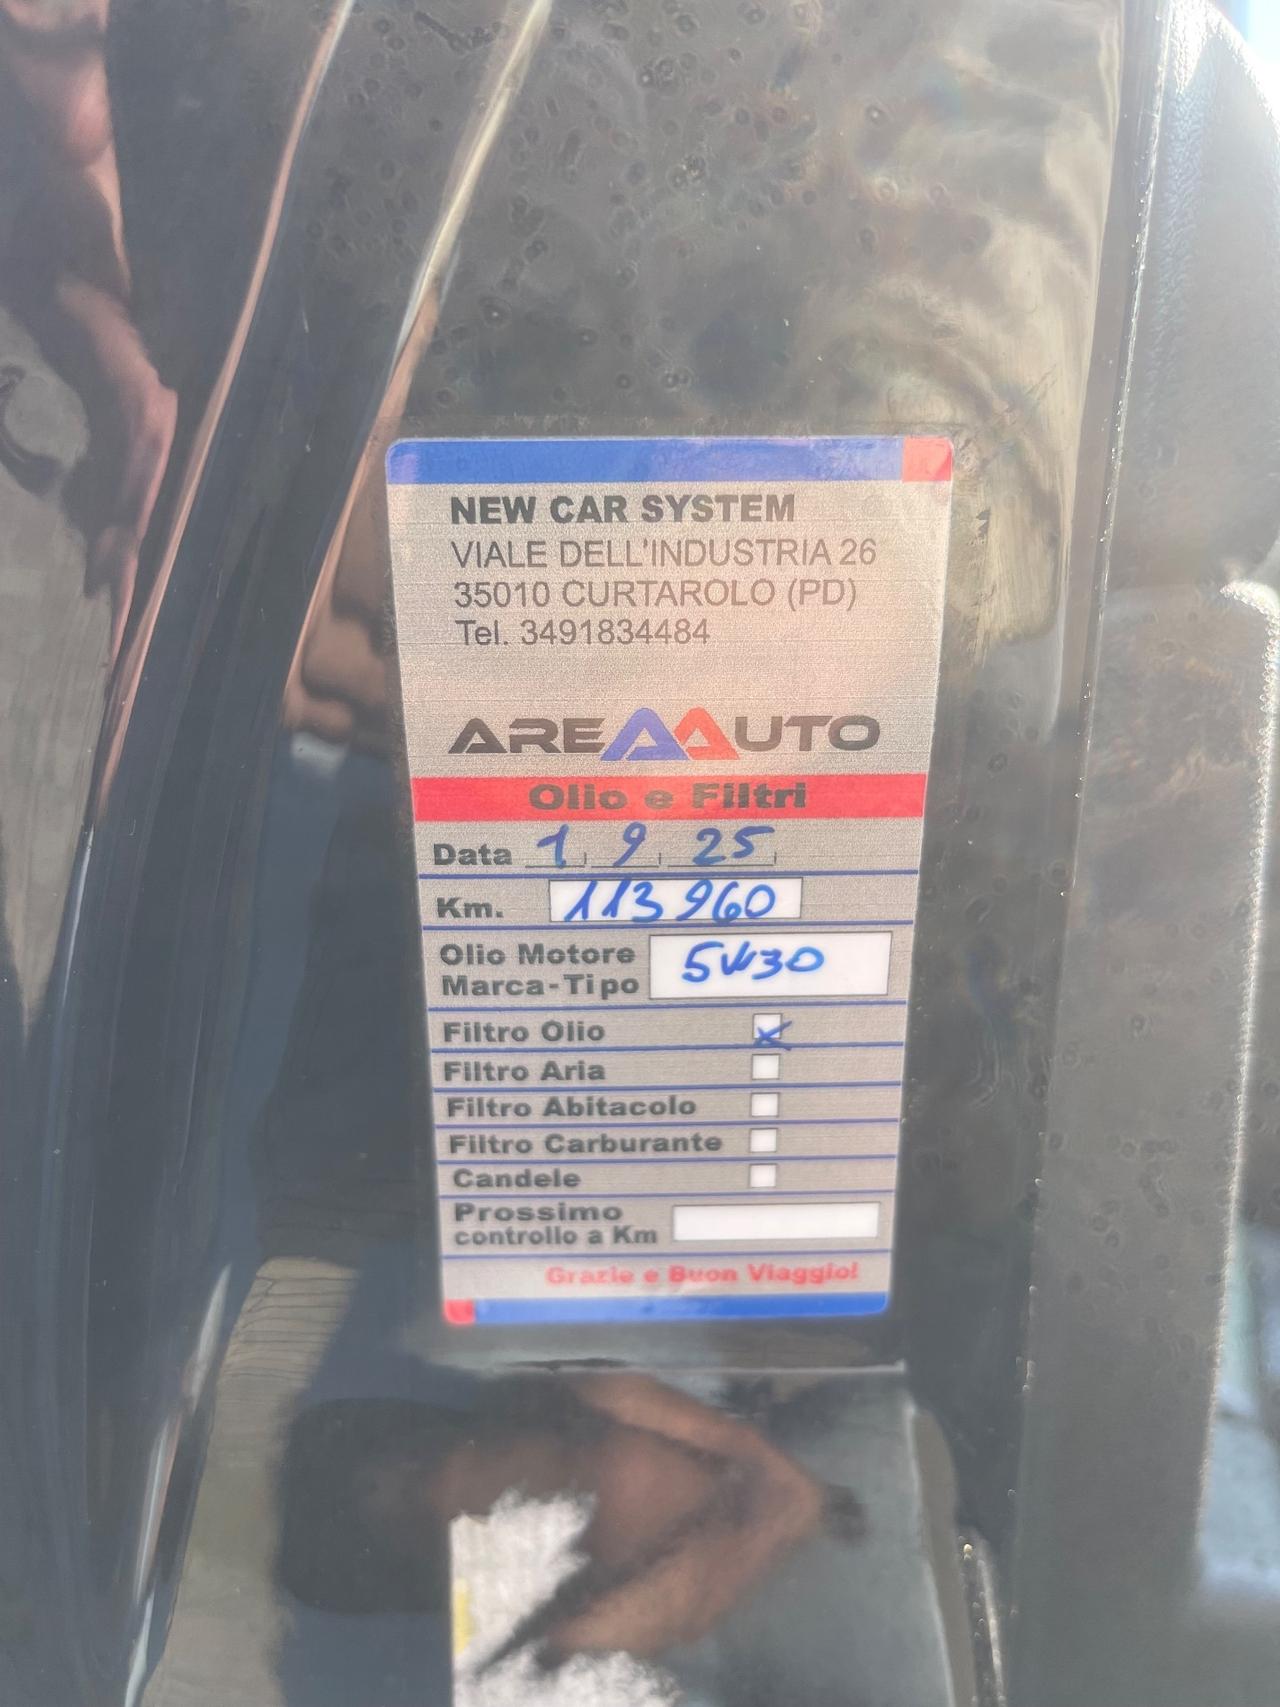 NEW CAR SYSTEM
VIALE DELL'INDUSTRIA 26
35010 CURTAROLO (PD)
Tel. 3491834484
AREAAUTO
Olio e Filtri
Data 1 9 25
Km. 113960
Olio Motore
Marca-Tipo 5W30
Filtro Olio x
Filtro Aria
Filtro Abitacolo
Filtro Carburante
Candele
Prossimo
controllo a Km
Grazie e Buon Viaggio!